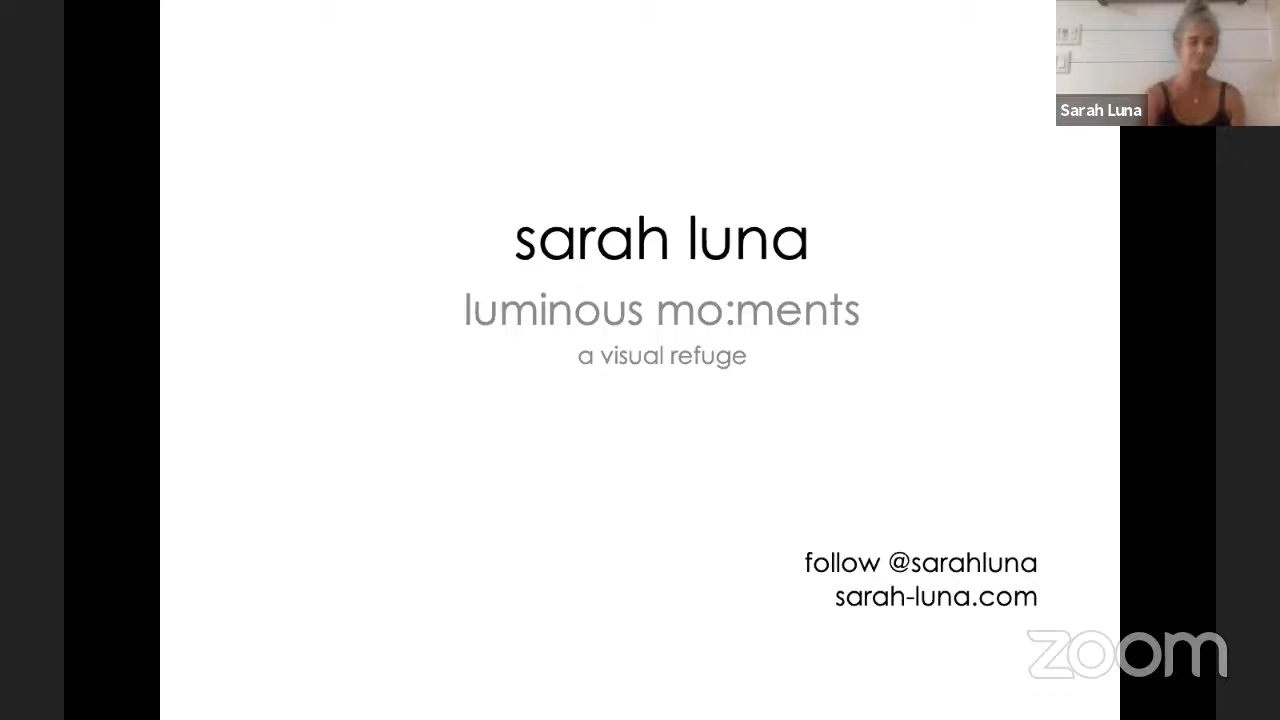 Sarah Luna
sarah luna
luminous mo:ments
a visual refuge
follow @sarahluna
sarah-luna.com
zoom